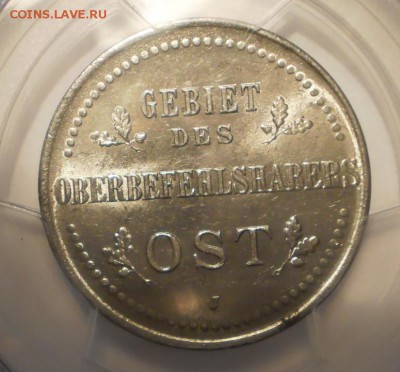 COINS.LAVE.RU
GEBIET
DES
OBERBEFEHLSHABERS
OST
J